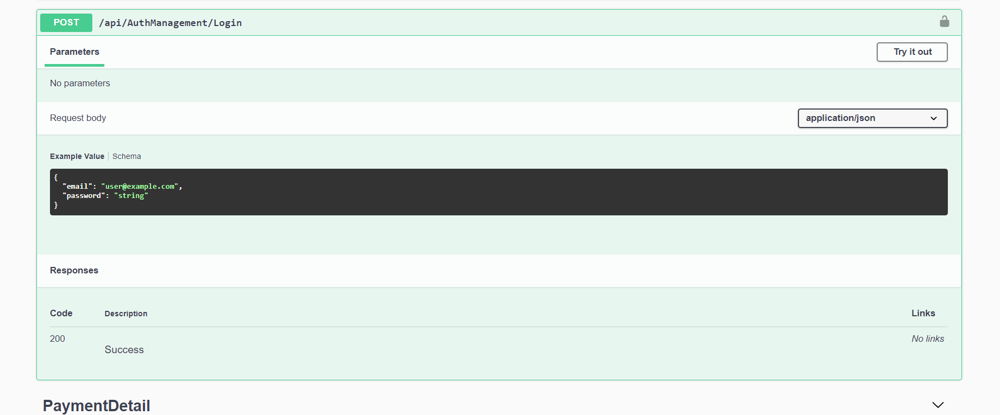 POST /api/AuthManagement/Login
Parameters
Try it out
No parameters
Request body
application/json
Example Value Schema
{
  "email": "user@example.com",
  "password": "string"
}
Responses
Code Description Links
200 Success No links
PaymentDetail